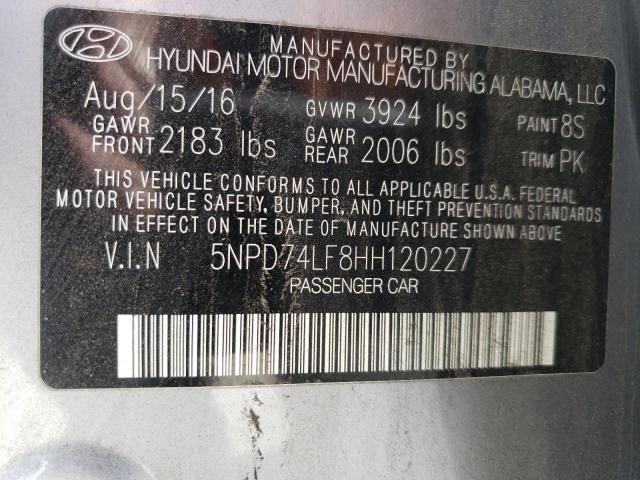 MANUFACTURED BY
HYUNDAI MOTOR MANUFACTURING ALABAMA, LLC
Aug/15/16 GVWR 3924 lbs PAINT 8S
GAWR FRONT 2183 lbs GAWR REAR 2006 lbs TRIM PK
THIS VEHICLE CONFORMS TO ALL APPLICABLE U.S.A. FEDERAL
MOTOR VEHICLE SAFETY, BUMPER, AND THEFT PREVENTION STANDARDS
IN EFFECT ON THE DATE OF MANUFACTURE SHOWN ABOVE.
V.I.N 5NPD74LF8HH120227
PASSENGER CAR